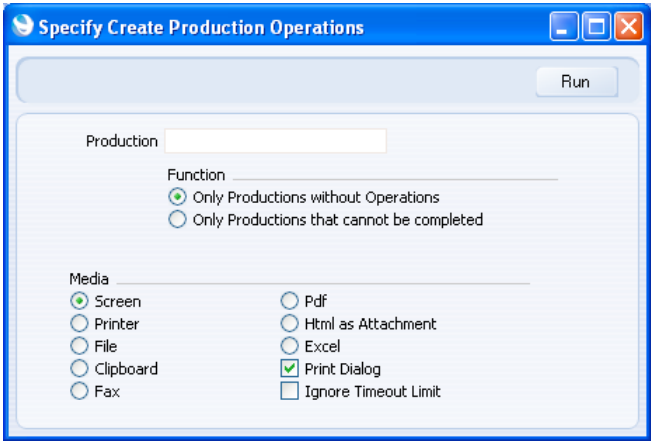 Specify Create Production Operations
Run
Production
Function
Only Productions without Operations
Only Productions that cannot be completed
Media
Screen
Pdf
Printer
Html as Attachment
File
Excel
Clipboard
Print Dialog
Fax
Ignore Timeout Limit